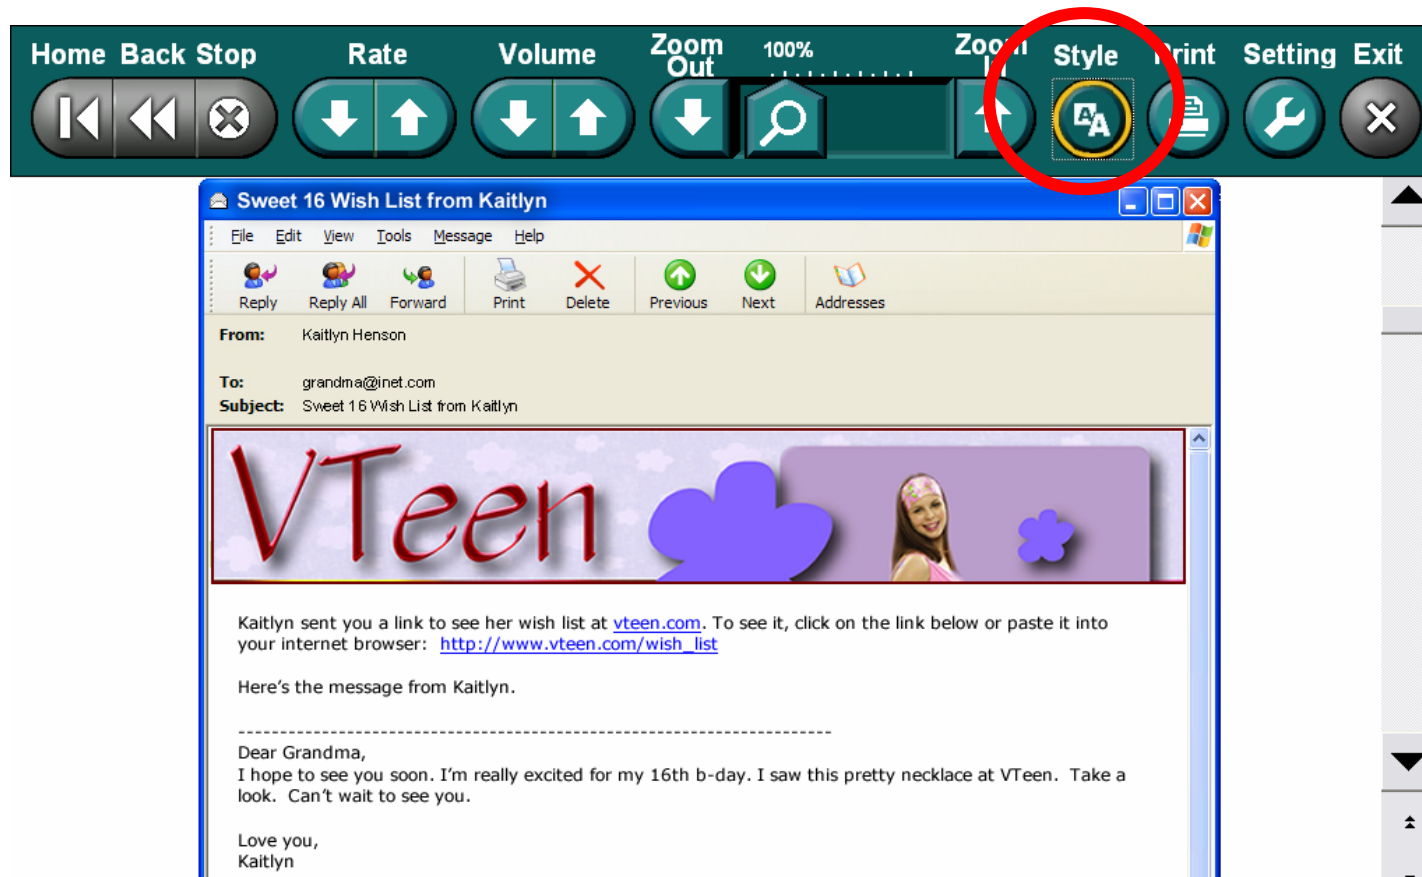 Home Back Stop Rate Volume Zoom Out 100% Zoom In Style Print Setting Exit
Sweet 16 Wish List from Kaitlyn
File Edit View Tools Message Help
Reply Reply All Forward Print Delete Previous Next Addresses
From: Kaitlyn Henson
To: grandma@inet.com
Subject: Sweet 16 Wish List from Kaitlyn
VTeen
Kaitlyn sent you a link to see her wish list at vteen.com. To see it, click on the link below or paste it into
your internet browser: http://www.vteen.com/wish_list
Here's the message from Kaitlyn.
-----------------------------------------------------------------------
Dear Grandma,
I hope to see you soon. I'm really excited for my 16th b-day. I saw this pretty necklace at VTeen. Take a
look. Can't wait to see you.
Love you,
Kaitlyn